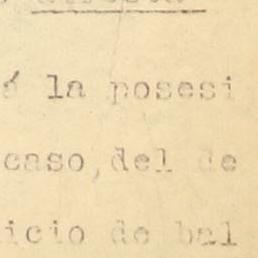 á la posesi
caso, del de
icio de bal